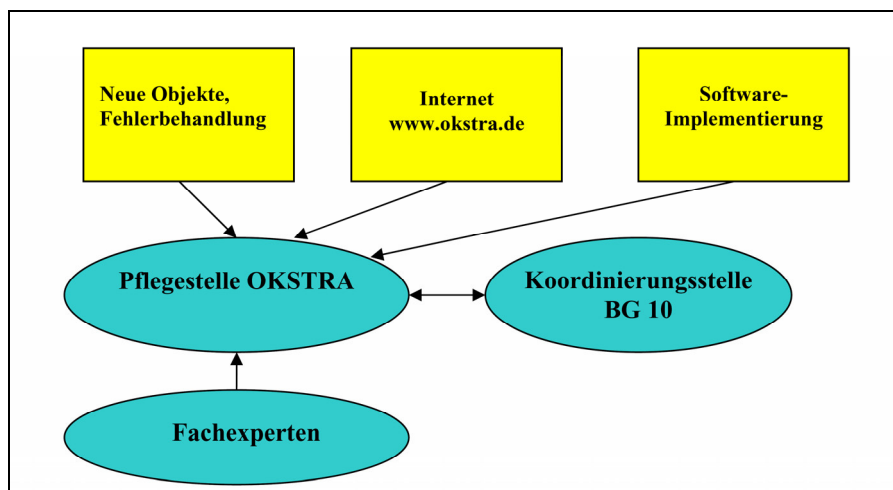 Neue Objekte,
Fehlerbehandlung
Internet
www.okstra.de
Software-
Implementierung
Pflegestelle OKSTRA
Koordinierungsstelle
BG 10
Fachexperten